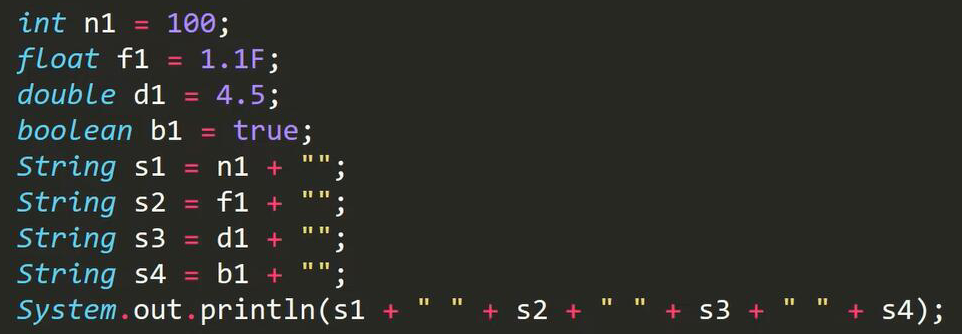 int n1 = 100;
float f1 = 1.1F;
double d1 = 4.5;
boolean b1 = true;
String s1 = n1 + "";
String s2 = f1 + "";
String s3 = d1 + "";
String s4 = b1 + "";
System.out.println(s1 + " " + s2 + " " + s3 + " " + s4);